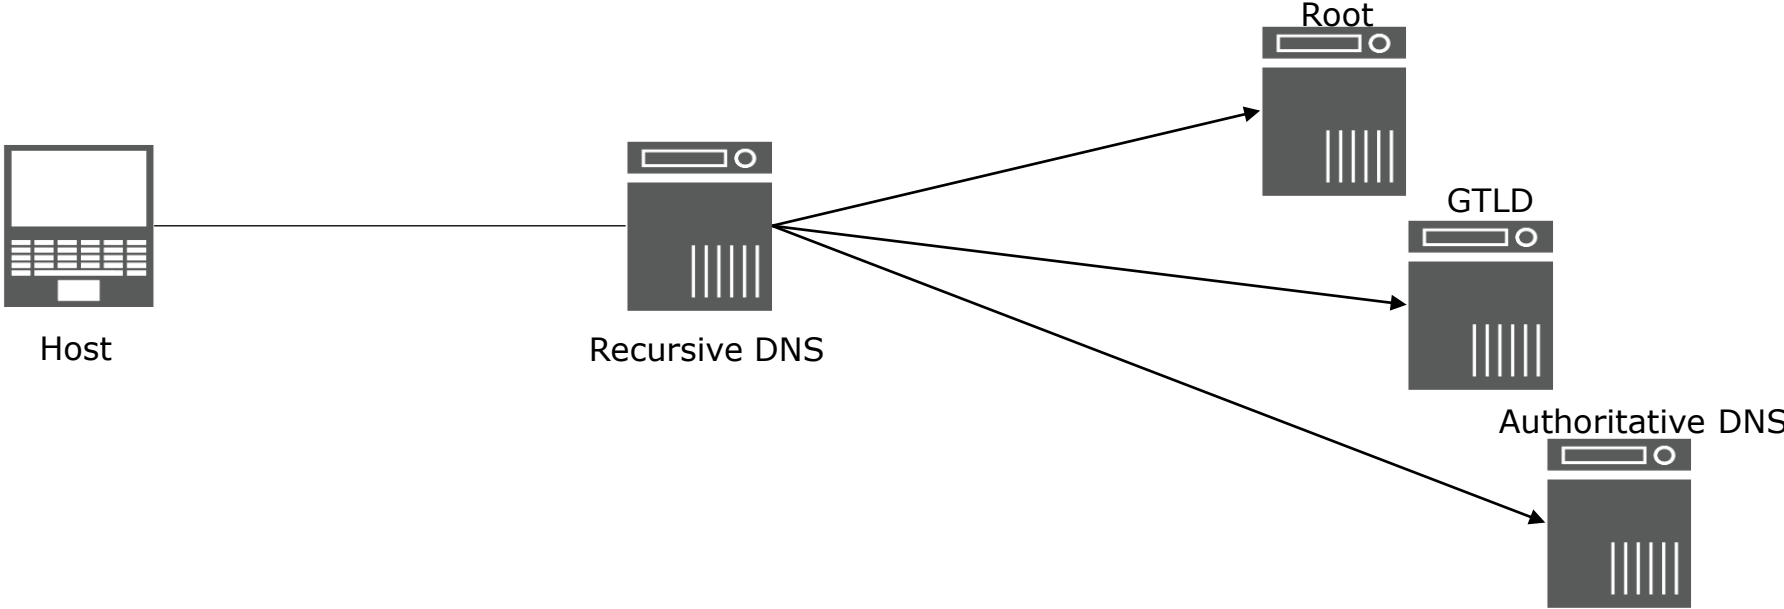 Root
GTLD
Host
Recursive DNS
Authoritative DNS